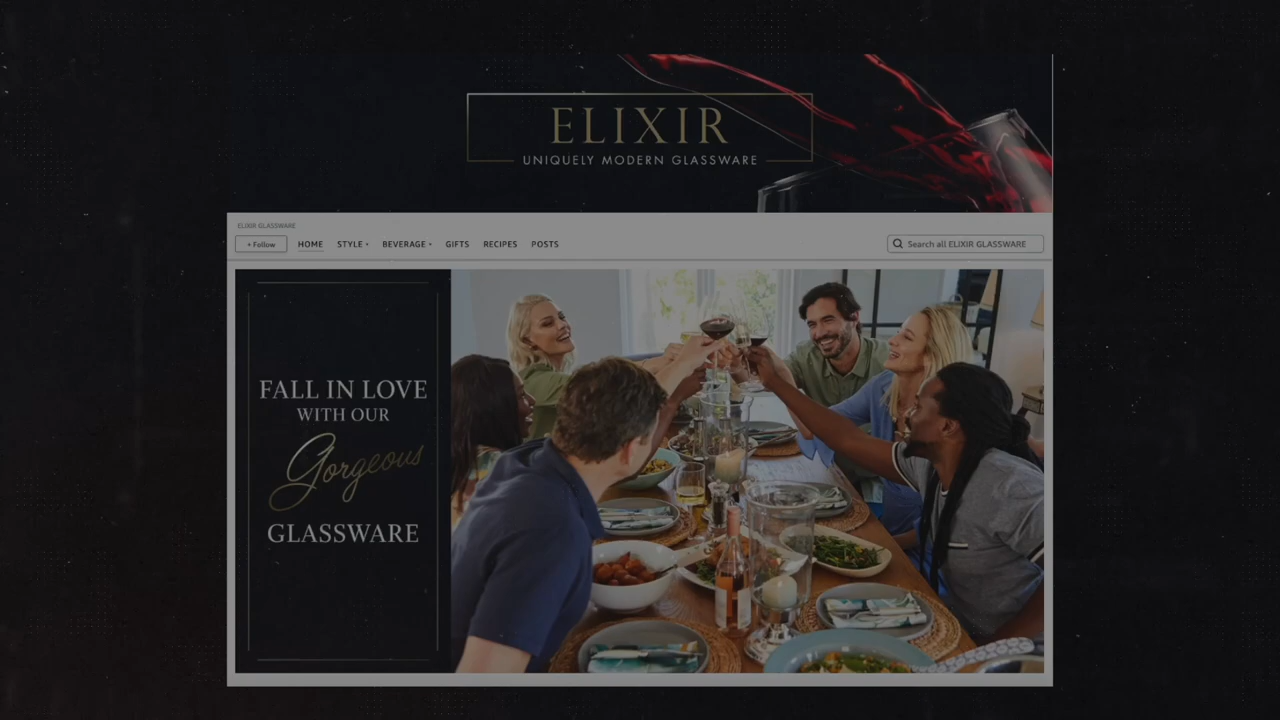 ELIXIR
UNIQUELY MODERN GLASSWARE
ELIXIR GLASSWARE
+ Follow
HOME STYLE BEVERAGE GIFTS RECIPES POSTS
Search all ELIXIR GLASSWARE
FALL IN LOVE
WITH OUR
Gorgeous
GLASSWARE